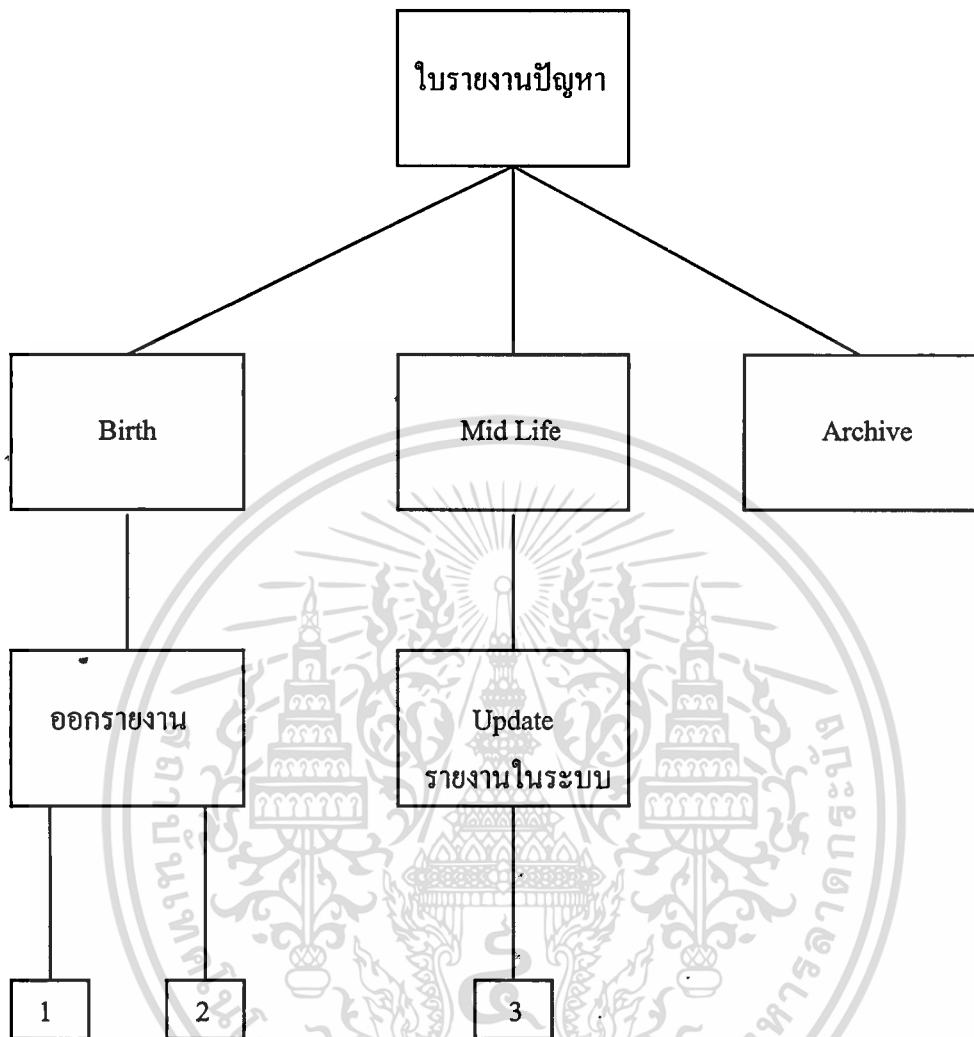 ใบรายงานปัญหา
Birth
Mid Life
Archive
ออกรายงาน
Update
รายงานในระบบ
1
2
3